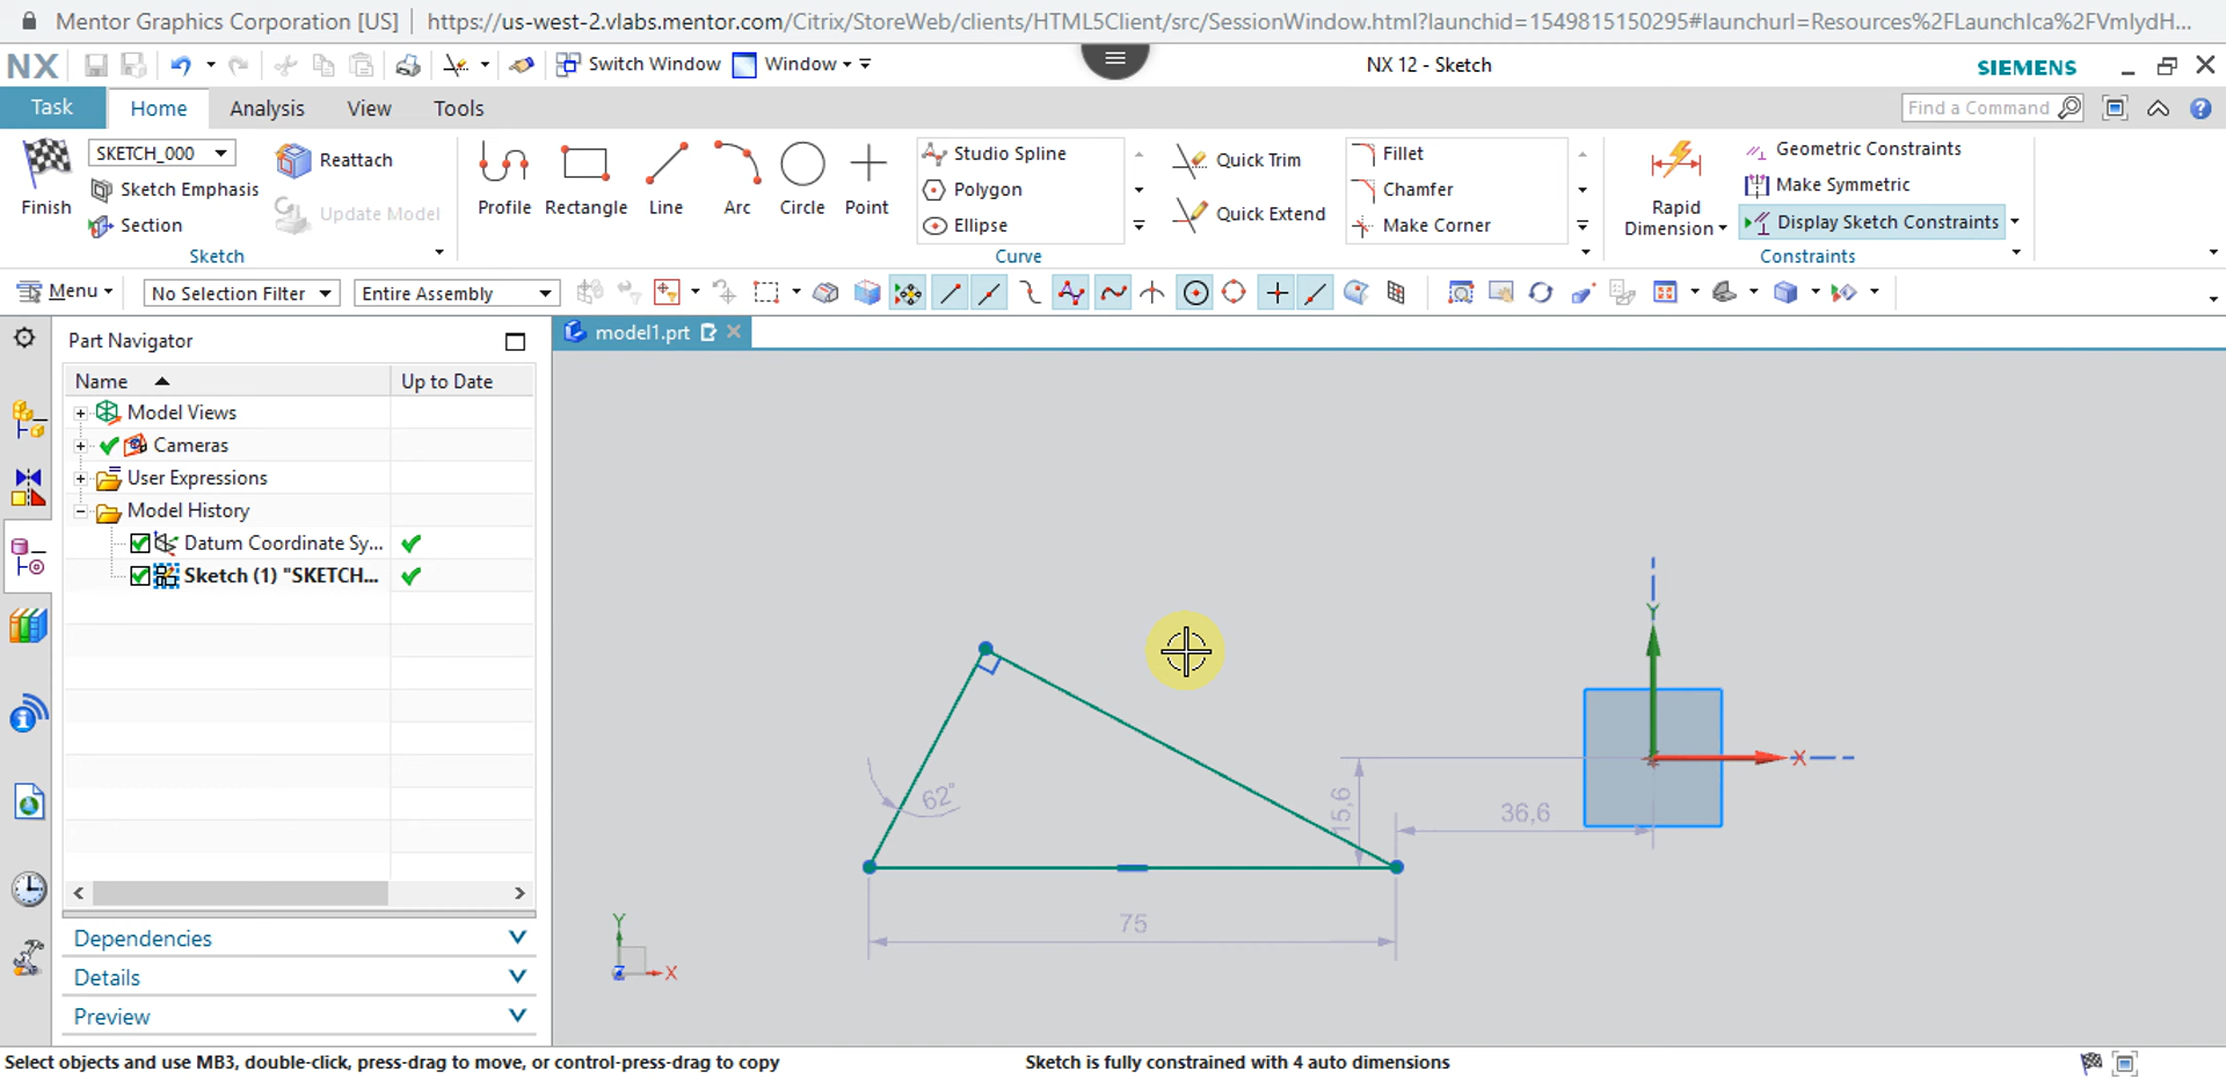 Mentor Graphics Corporation [US] | https://us-west-2.vlabs.mentor.com/Citrix/StoreWeb/clients/HTML5Client/src/SessionWindow.html?launchid=1549815150295#launchurl=Resources%2FLaunchIca%2FVmlydH...
NX Switch Window Window NX 12 - Sketch SIEMENS
Task Home Analysis View Tools Find a Command
SKETCH_000 Reattach
Sketch Emphasis Update Model
Finish Section
Sketch
Profile Rectangle Line Arc Circle Point
Studio Spline
Polygon
Ellipse
Quick Trim
Quick Extend
Fillet
Chamfer
Make Corner
Curve
Rapid
Dimension
Geometric Constraints
Make Symmetric
Display Sketch Constraints
Constraints
Menu No Selection Filter Entire Assembly
Part Navigator
Name Up to Date
Model Views
Cameras
User Expressions
Model History
Datum Coordinate Sy...
Sketch (1) "SKETCH...
Dependencies
Details
Preview
model1.prt
62°
15,6
36,6
75
Y
X
Y
Z
X
Select objects and use MB3, double-click, press-drag to move, or control-press-drag to copy
Sketch is fully constrained with 4 auto dimensions